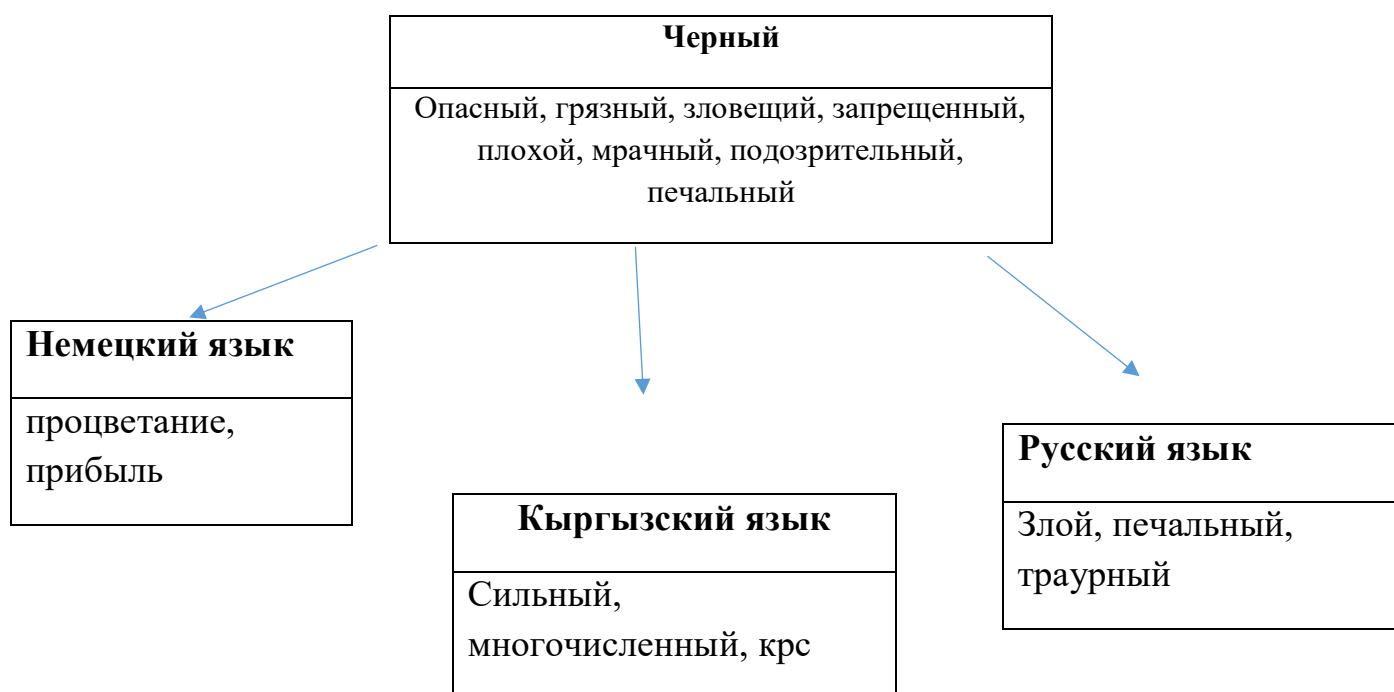 Черный
Опасный, грязный, зловещий, запрещенный,
плохой, мрачный, подозрительный,
печальный
Немецкий язык
процветание,
прибыль
Кыргызский язык
Сильный,
многочисленный, крс
Русский язык
Злой, печальный,
траурный